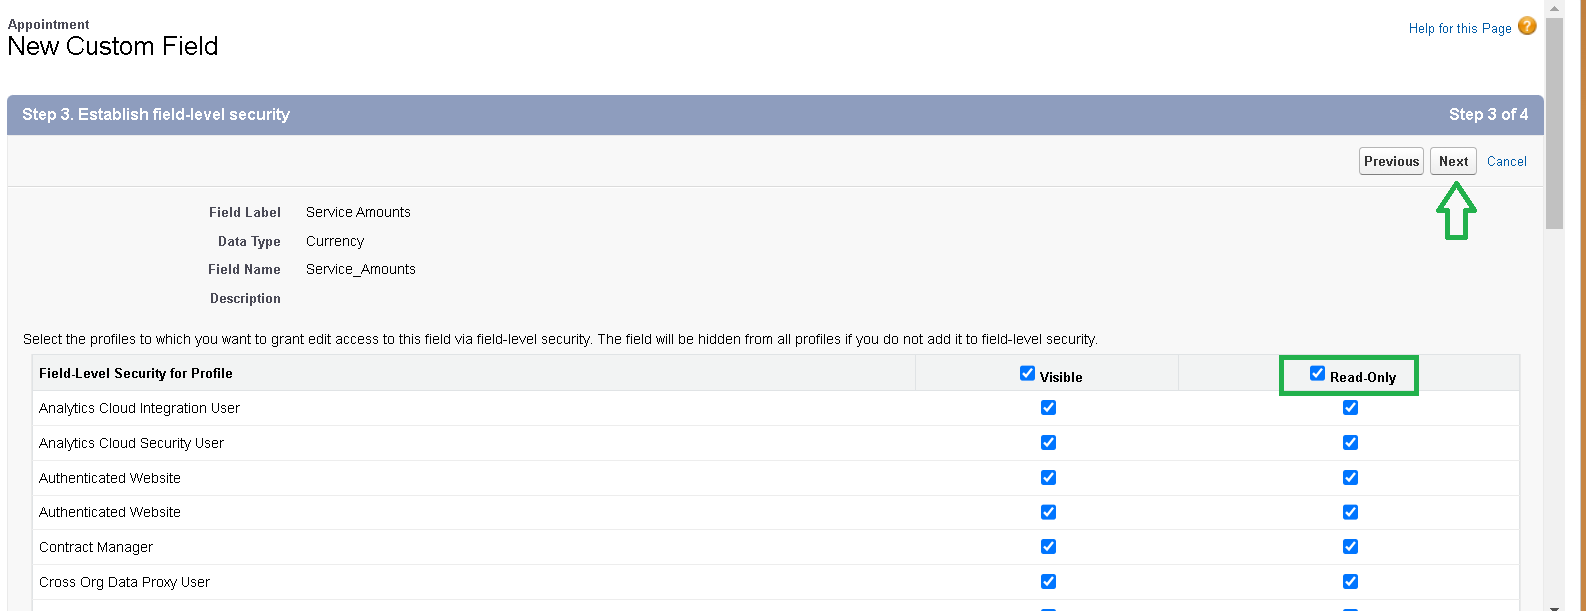 Appointment
New Custom Field
Help for this Page ?
Step 3. Establish field-level security
Step 3 of 4
Previous Next Cancel
Field Label Service Amounts
Data Type Currency
Field Name Service_Amounts
Description
Select the profiles to which you want to grant edit access to this field via field-level security. The field will be hidden from all profiles if you do not add it to field-level security.
Field-Level Security for Profile Visible Read-Only
Analytics Cloud Integration User
Analytics Cloud Security User
Authenticated Website
Authenticated Website
Contract Manager
Cross Org Data Proxy User